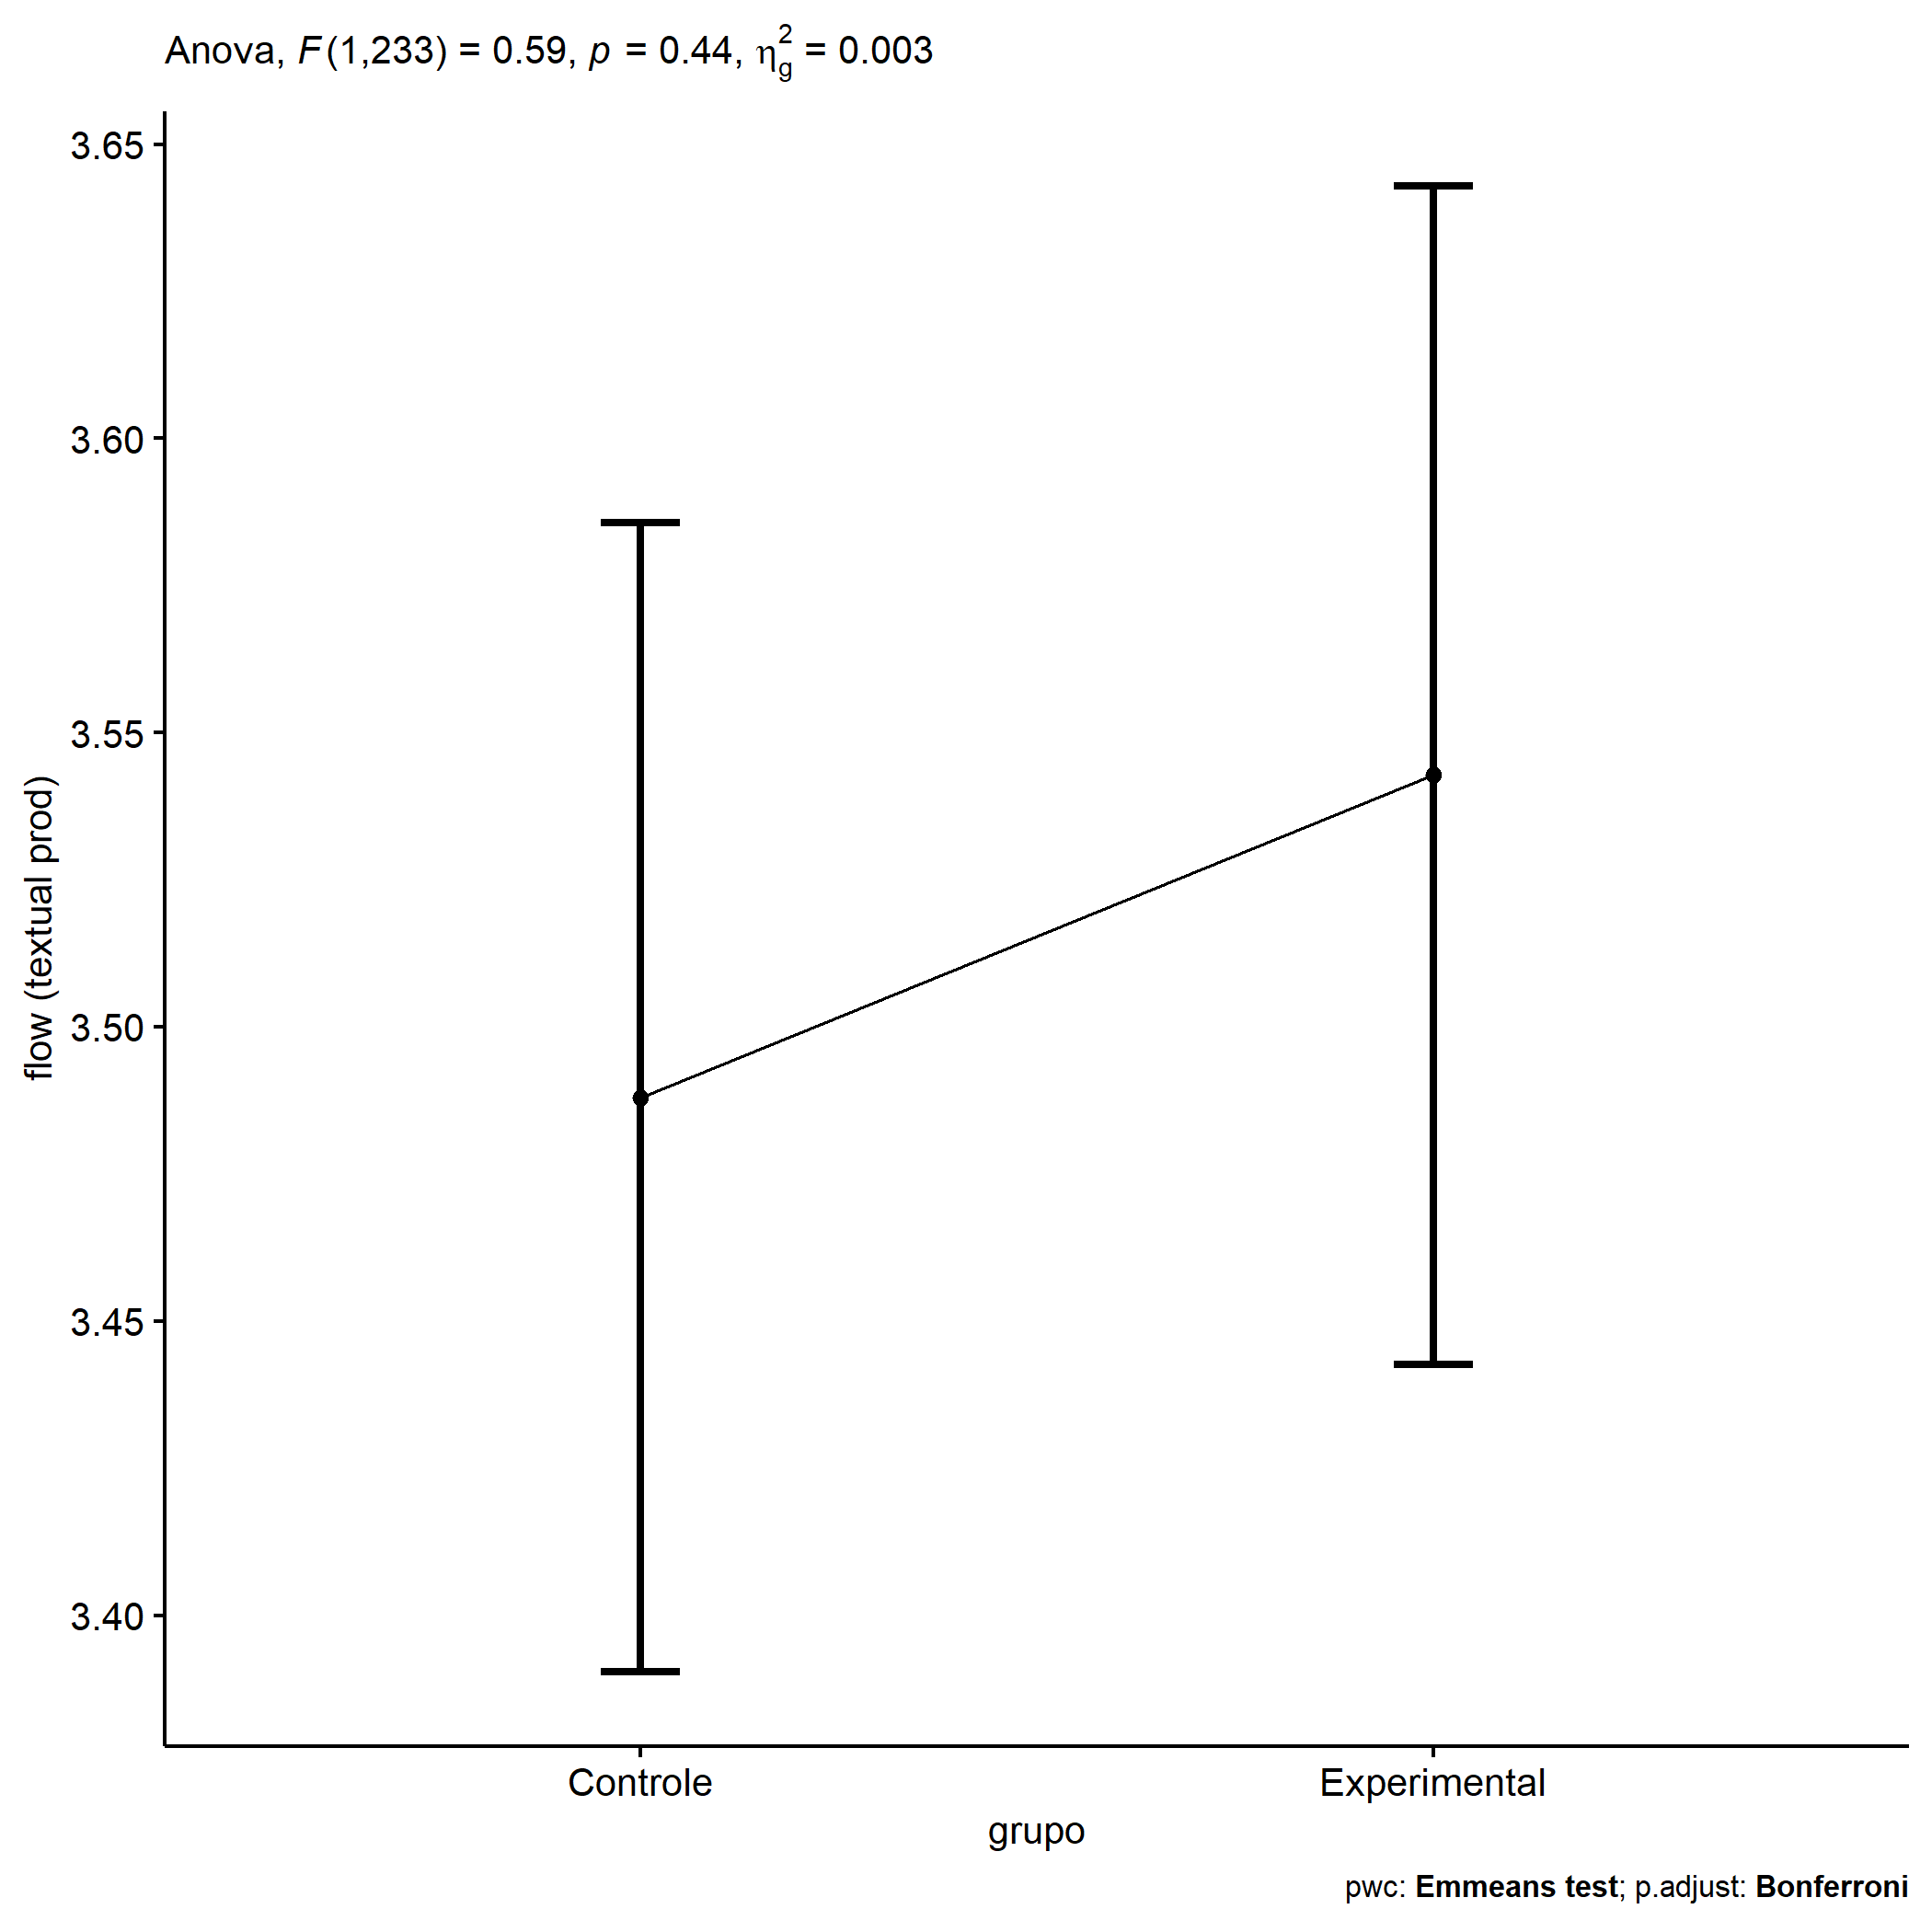 Anova, F(1,233) = 0.59, p = 0.44, η²g = 0.003
3.65
3.60
3.55
3.50
3.45
3.40
flow (textual prod)
Controle
Experimental
grupo
pwc: Emmeans test; p.adjust: Bonferroni